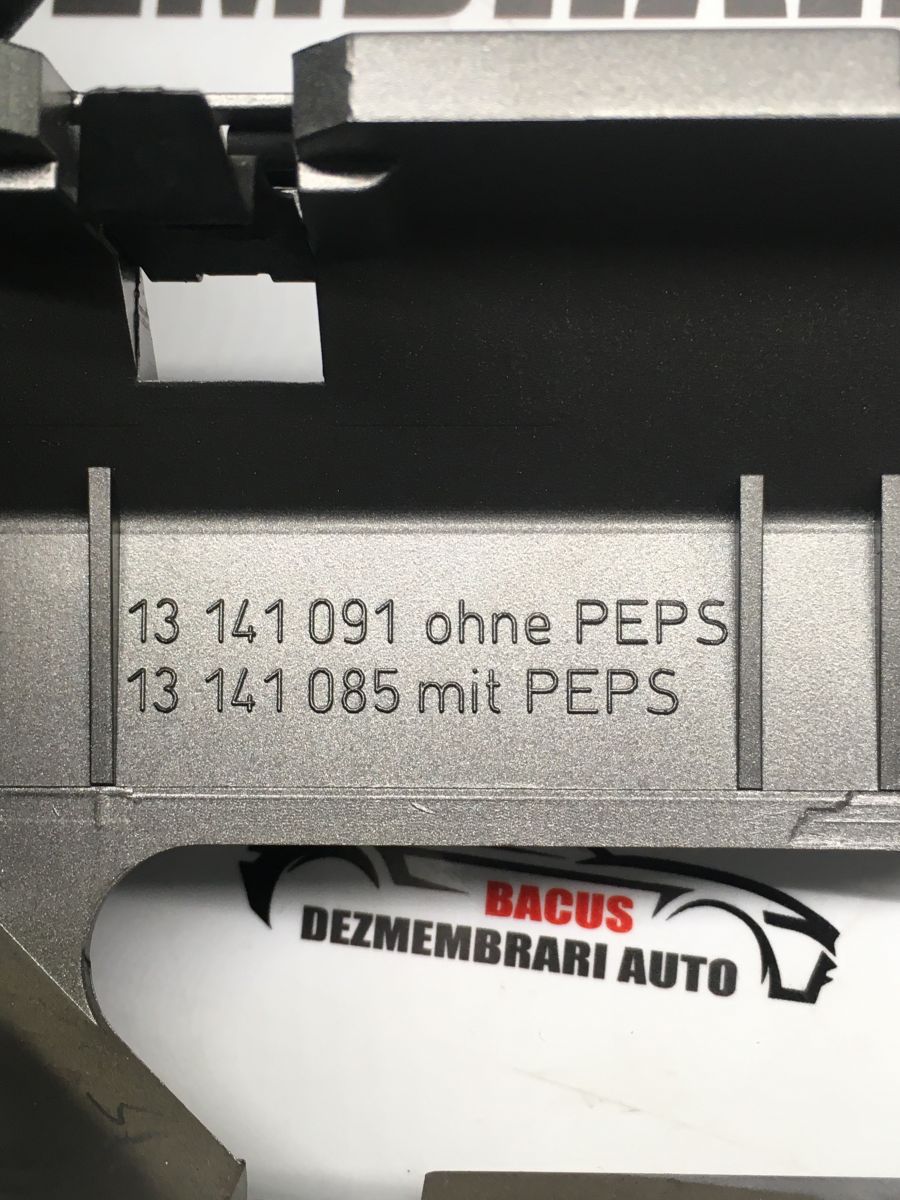 13 141 091 ohne PEPS
13 141 085 mit PEPS
BACUS
DEZMEMBRARI AUTO